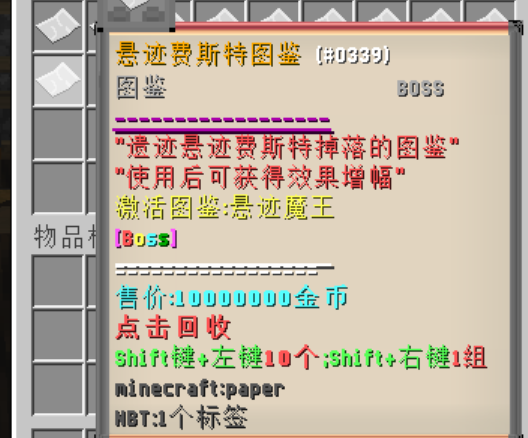 悬迹费斯特图鉴 (#0339)
图鉴 BOSS
"遗迹悬迹费斯特掉落的图鉴"
"使用后可获得效果增幅"
激活图鉴:悬迹魔王
[Boss]
物品
售价:10000000金币
点击回收
Shift键+左键10个;Shift+右键1组
minecraft:paper
NBT:1个标签